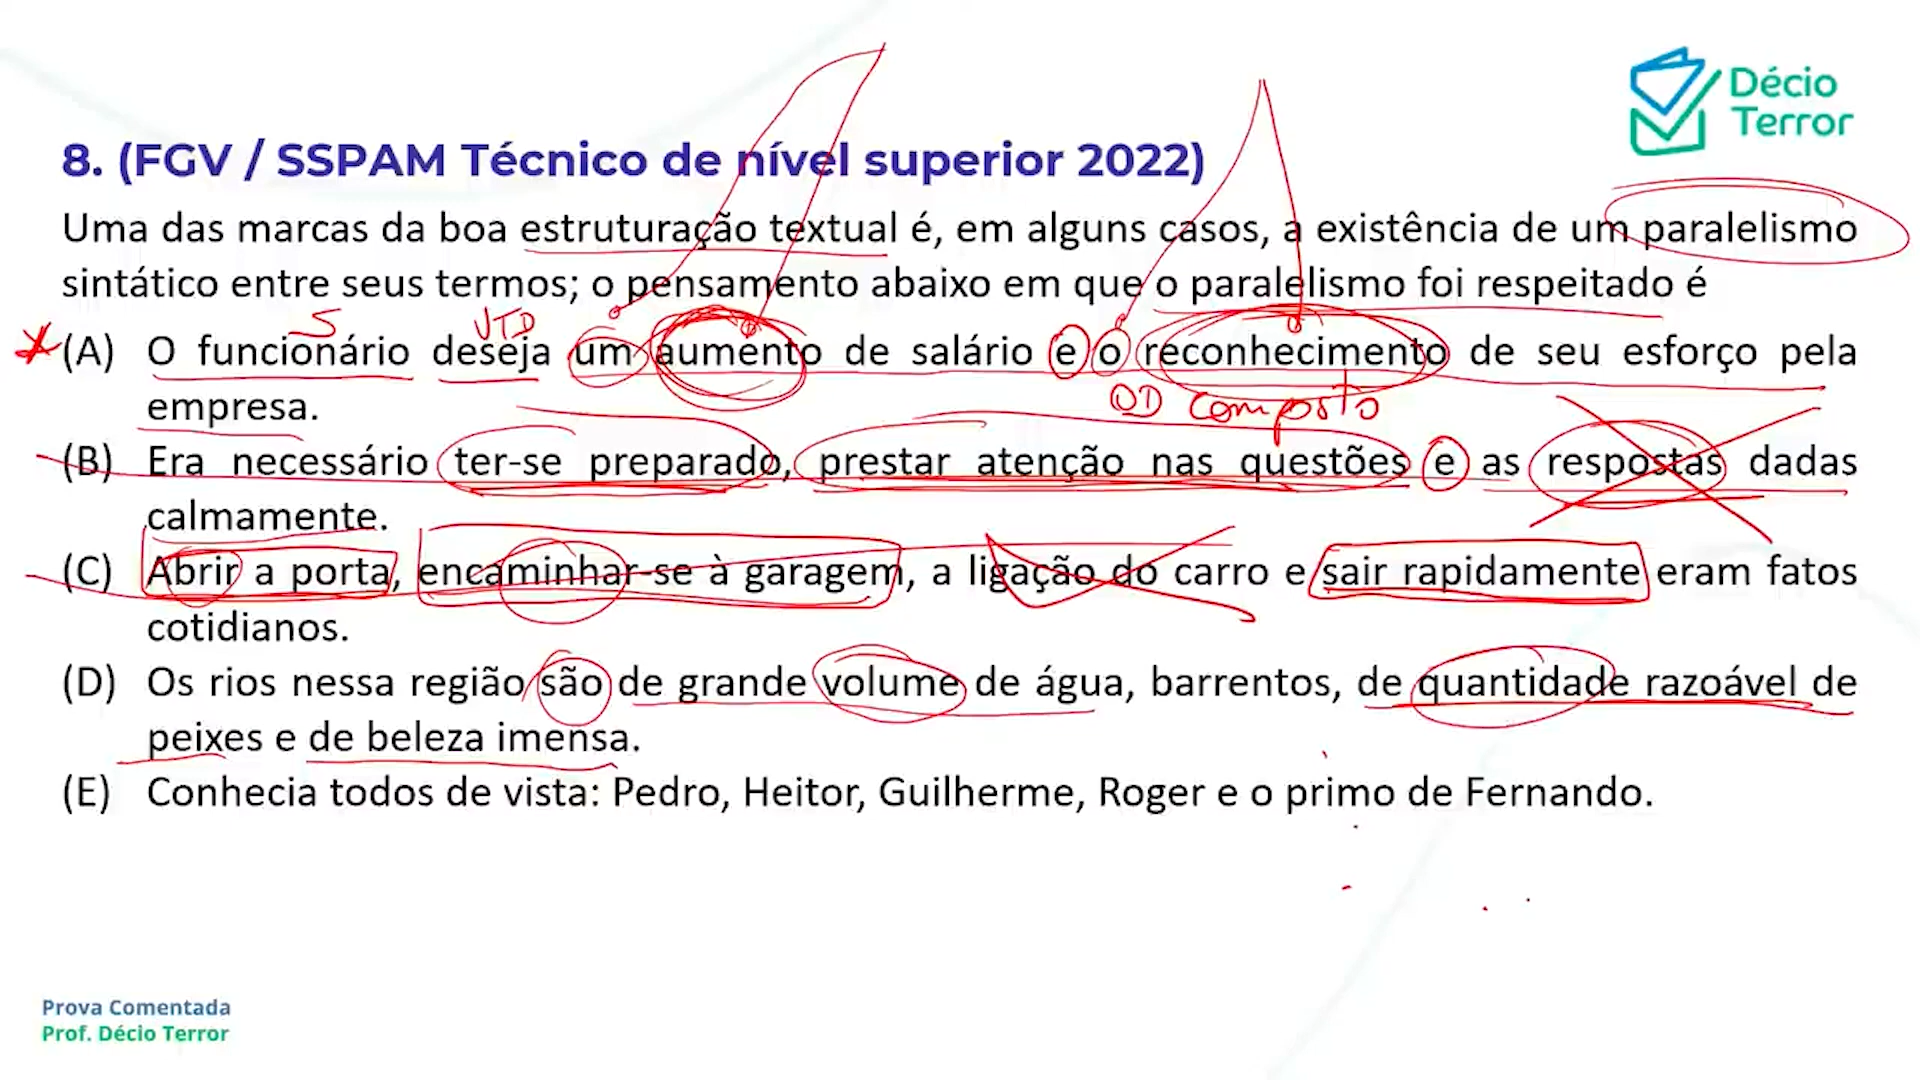 Décio
Terror
8. (FGV / SSPAM Técnico de nível superior 2022)
Uma das marcas da boa estruturação textual é, em alguns casos, a existência de um paralelismo
sintático entre seus termos; o pensamento abaixo em que o paralelismo foi respeitado é
S VTD
(A) O funcionário deseja um aumento de salário e o reconhecimento de seu esforço pela
empresa.
OD composto
(B) Era necessário ter-se preparado, prestar atenção nas questões e as respostas dadas
calmamente.
(C) Abrir a porta, encaminhar-se à garagem, a ligação do carro e sair rapidamente eram fatos
cotidianos.
(D) Os rios nessa região são de grande volume de água, barrentos, de quantidade razoável de
peixes e de beleza imensa.
(E) Conhecia todos de vista: Pedro, Heitor, Guilherme, Roger e o primo de Fernando.
Prova Comentada
Prof. Décio Terror